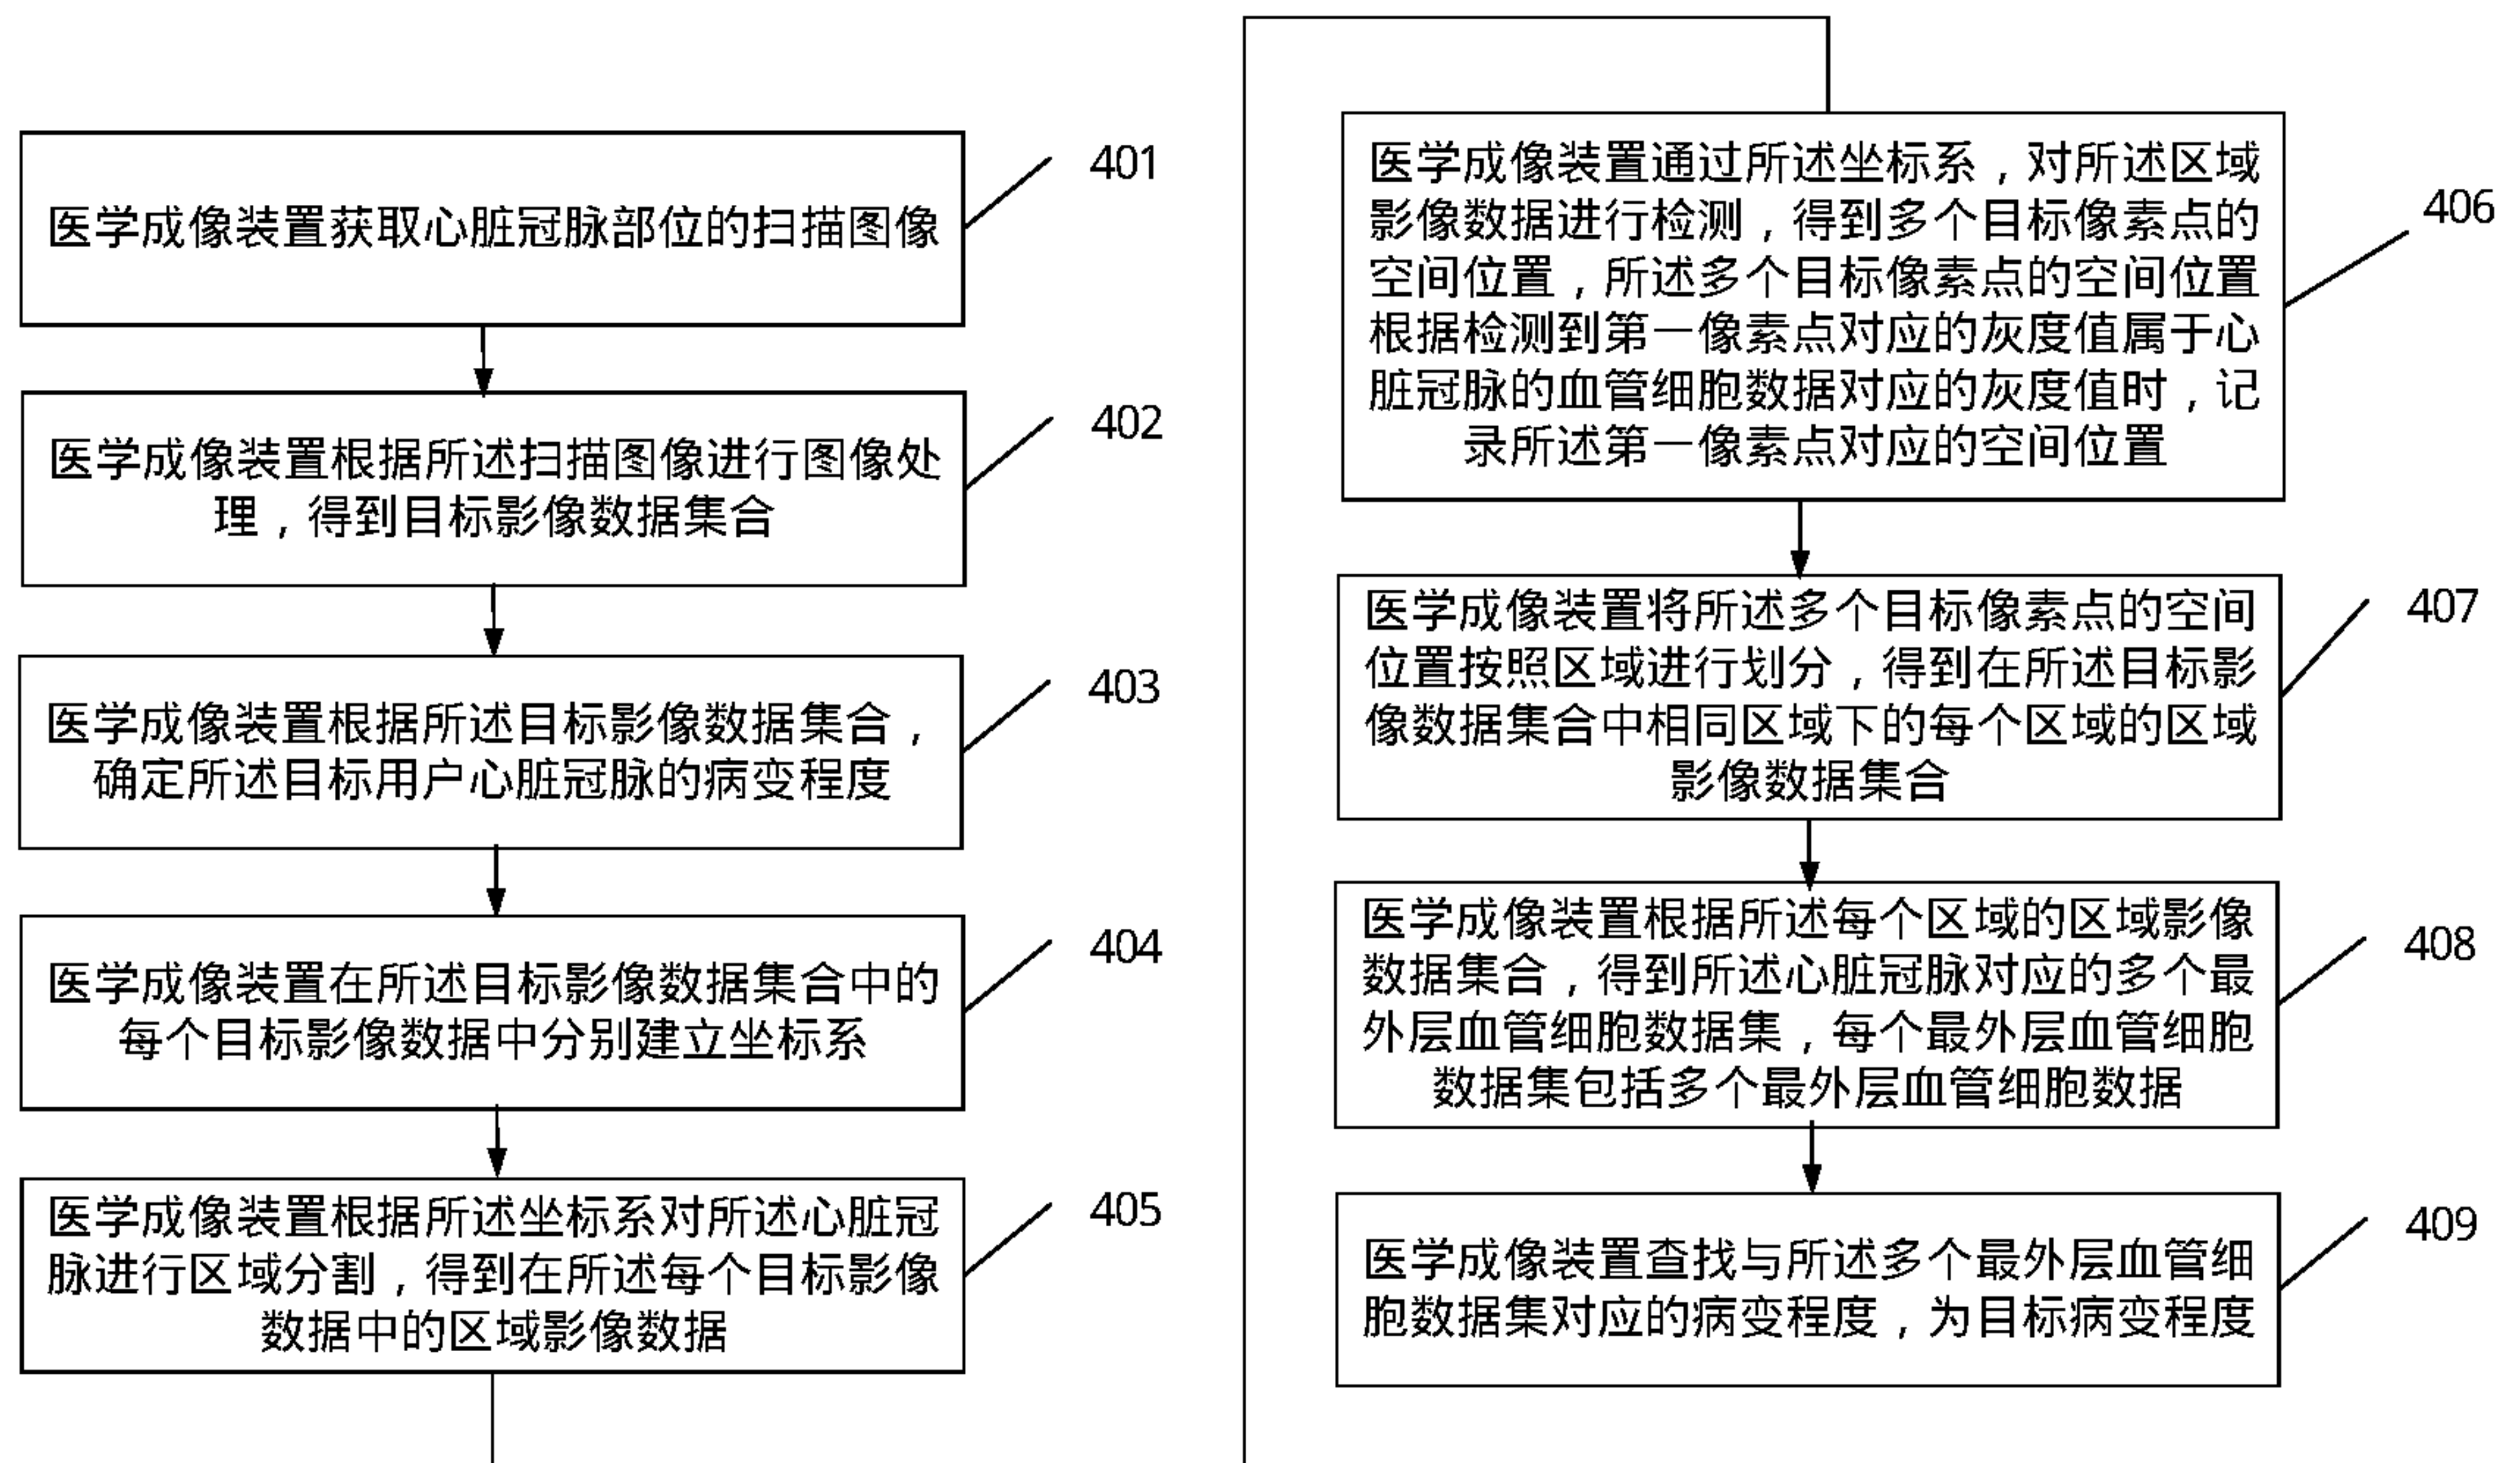 医学成像装置获取心脏冠脉部位的扫描图像
401
医学成像装置根据所述扫描图像进行图像处
理，得到目标影像数据集合
402
医学成像装置根据所述目标影像数据集合，
确定所述目标用户心脏冠脉的病变程度
403
医学成像装置在所述目标影像数据集合中的
每个目标影像数据中分别建立坐标系
404
医学成像装置根据所述坐标系对所述心脏冠
脉进行区域分割，得到在所述每个目标影像
数据中的区域影像数据
405
医学成像装置通过所述坐标系，对所述区域
影像数据进行检测，得到多个目标像素点的
空间位置，所述多个目标像素点的空间位置
根据检测到第一像素点对应的灰度值属于心
脏冠脉的血管细胞数据对应的灰度值时，记
录所述第一像素点对应的空间位置
406
医学成像装置将所述多个目标像素点的空间
位置按照区域进行划分，得到在所述目标影
像数据集合中相同区域下的每个区域的区域
影像数据集合
407
医学成像装置根据所述每个区域的区域影像
数据集合，得到所述心脏冠脉对应的多个最
外层血管细胞数据集，每个最外层血管细胞
数据集包括多个最外层血管细胞数据
408
医学成像装置查找与所述多个最外层血管细
胞数据集对应的病变程度，为目标病变程度
409